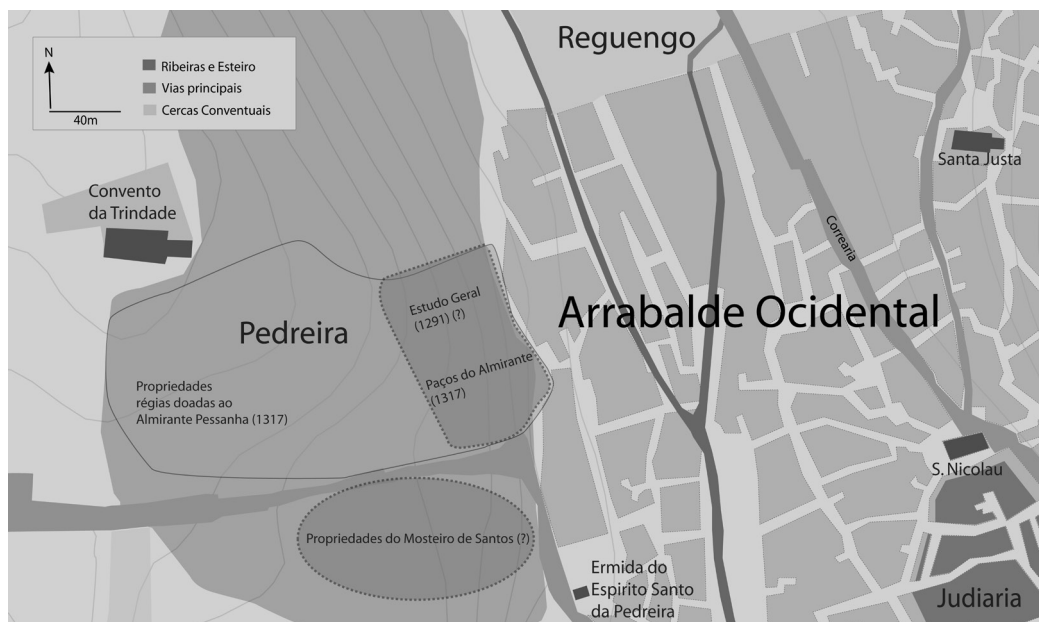 Reguengo
N
Ribeiras e Esteiro
Vias principais
Cercas Conventuais
40m
Santa Justa
Convento
da Trindade
Correaria
Estudo Geral
(1291) (?)
Arrabalde Ocidental
Pedreira
Paços do Almirante
(1317)
Propriedades
régias doadas ao
Almirante Pessanha (1317)
S. Nicolau
Propriedades do Mosteiro de Santos (?)
Ermida do
Espirito Santo
da Pedreira
Judiaria